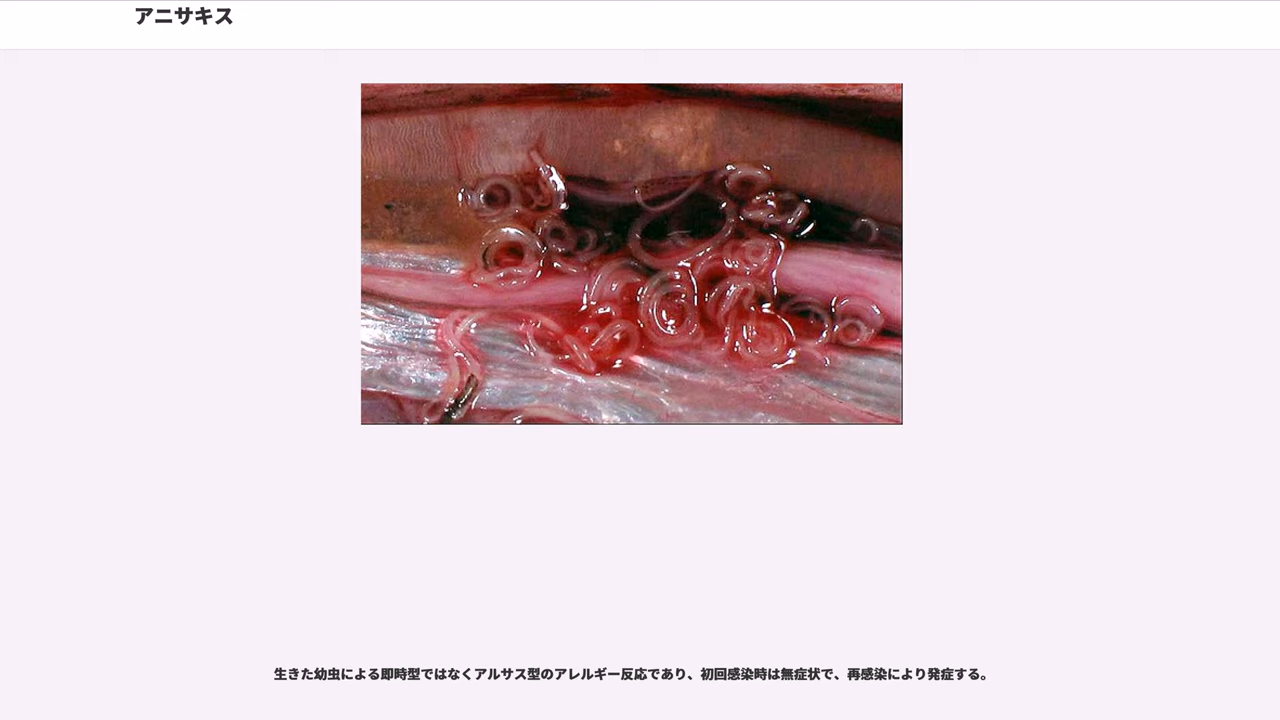 アニサキス
生きた幼虫による即時型ではなくアルサス型のアレルギー反応であり、初回感染時は無症状で、再感染により発症する。